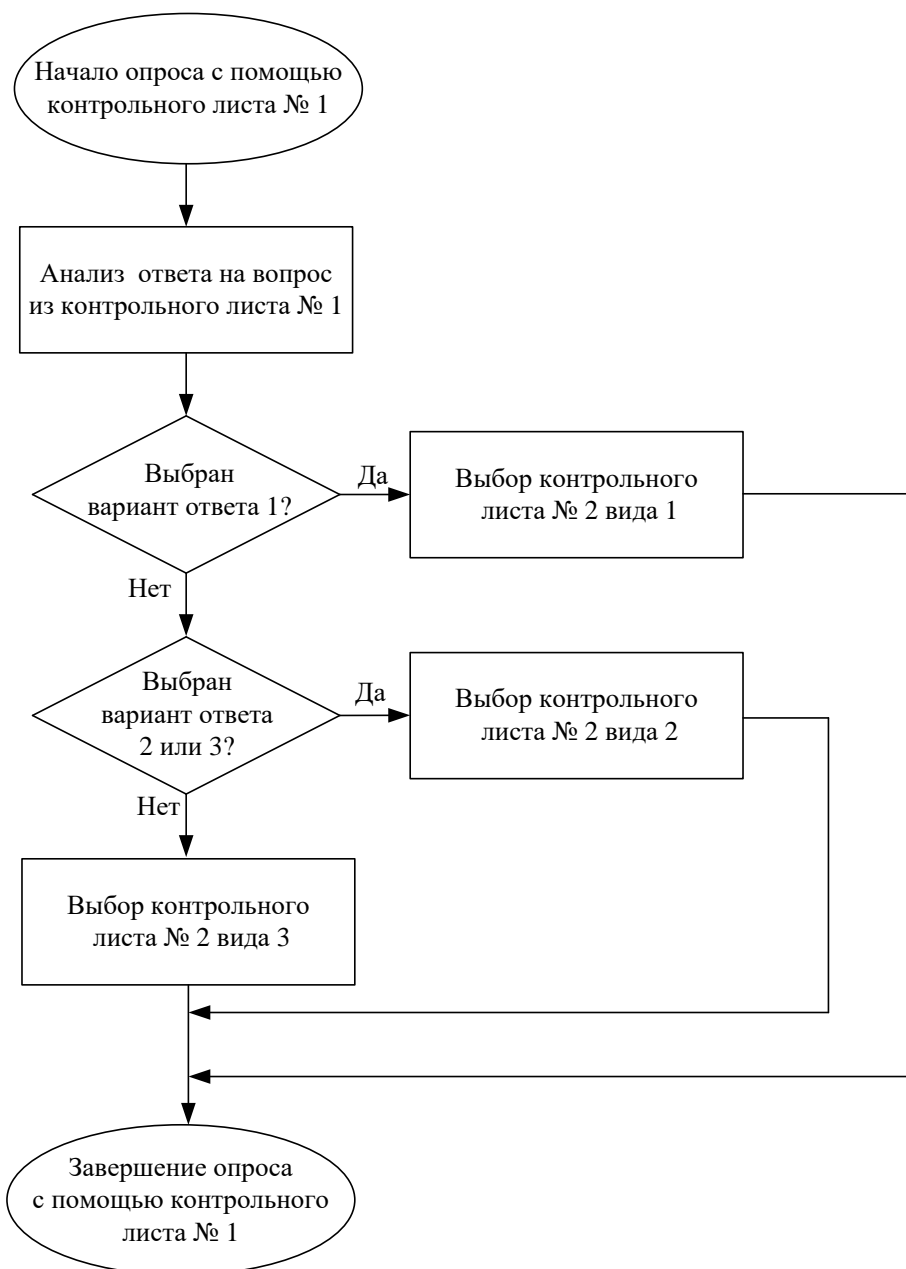 Начало опроса с помощью
контрольного листа № 1
Анализ ответа на вопрос
из контрольного листа № 1
Выбран
вариант ответа 1?
Да
Выбор контрольного
листа № 2 вида 1
Нет
Выбран
вариант ответа
2 или 3?
Да
Выбор контрольного
листа № 2 вида 2
Нет
Выбор контрольного
листа № 2 вида 3
Завершение опроса
с помощью контрольного
листа № 1